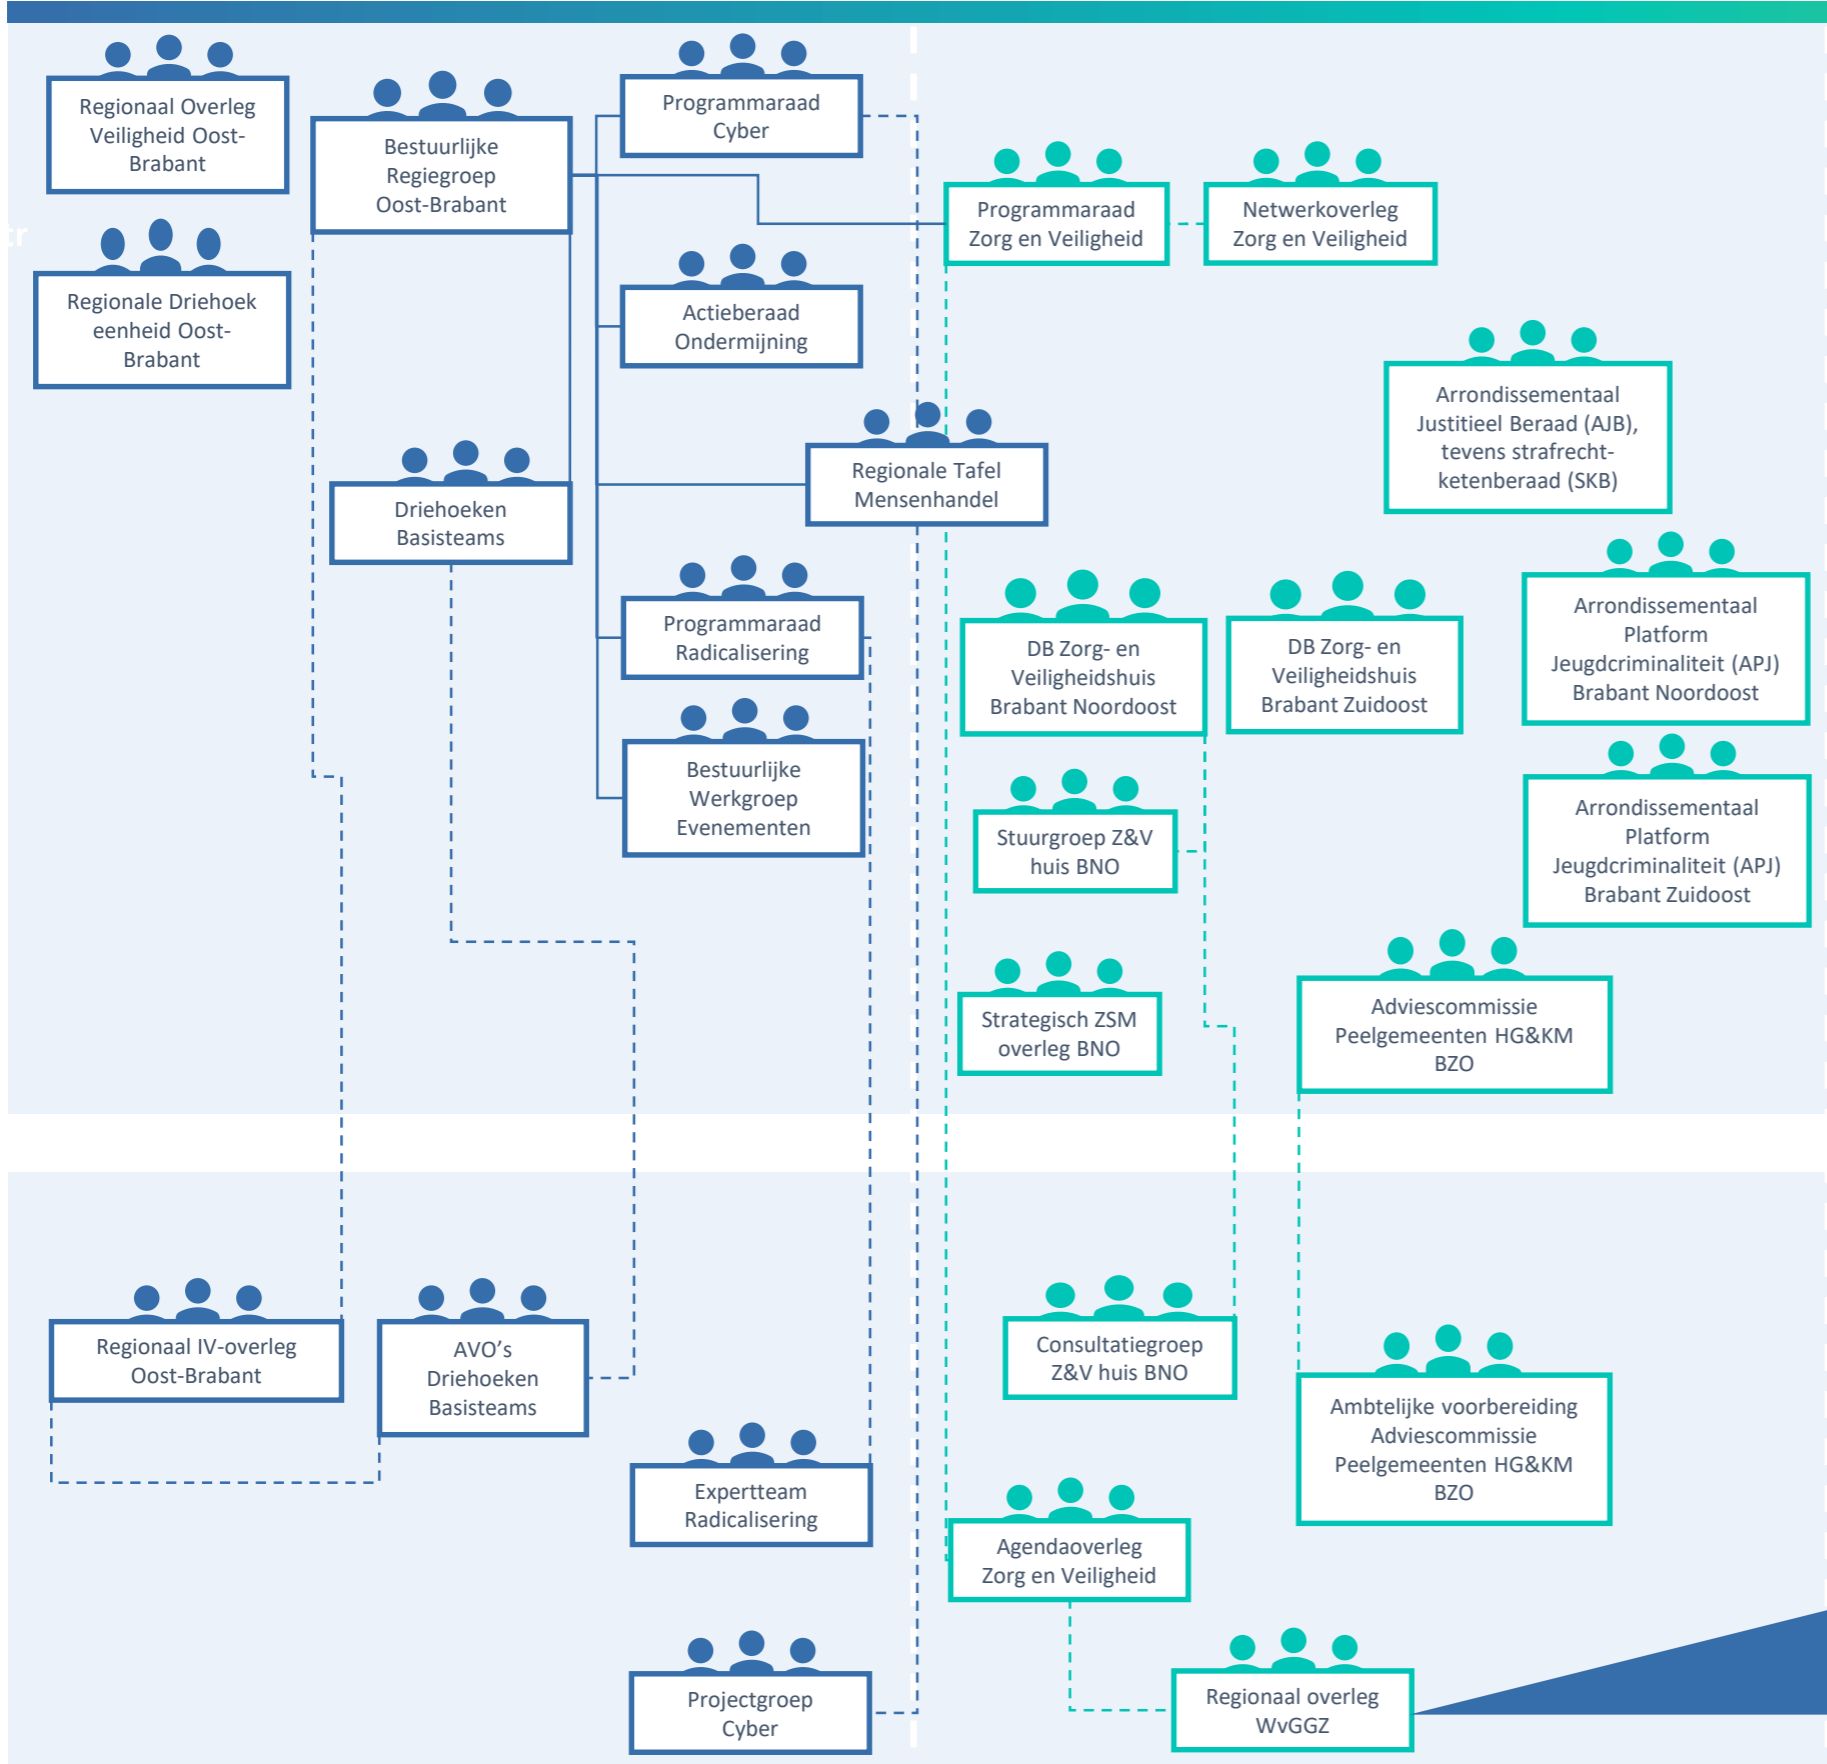 Regionaal Overleg
Veiligheid Oost-
Brabant
Bestuurlijke
Regiegroep
Oost-Brabant
Programmaraad
Cyber
Programmaraad
Zorg en Veiligheid
Netwerkoverleg
Zorg en Veiligheid
tr
Regionale Driehoek
eenheid Oost-
Brabant
Actieberaad
Ondermijning
Arrondissementaal
Justitieel Beraad (AJB),
tevens strafrecht-
ketenberaad (SKB)
Regionale Tafel
Mensenhandel
Driehoeken
Basisteams
Programmaraad
Radicalisering
DB Zorg- en
Veiligheidshuis
Brabant Noordoost
DB Zorg- en
Veiligheidshuis
Brabant Zuidoost
Arrondissementaal
Platform
Jeugdcriminaliteit (APJ)
Brabant Noordoost
Bestuurlijke
Werkgroep
Evenementen
Stuurgroep Z&V
huis BNO
Arrondissementaal
Platform
Jeugdcriminaliteit (APJ)
Brabant Zuidoost
Strategisch ZSM
overleg BNO
Adviescommissie
Peelgemeenten HG&KM
BZO
Regionaal IV-overleg
Oost-Brabant
AVO's
Driehoeken
Basisteams
Consultatiegroep
Z&V huis BNO
Ambtelijke voorbereiding
Adviescommissie
Peelgemeenten HG&KM
BZO
Expertteam
Radicalisering
Agendaoverleg
Zorg en Veiligheid
Projectgroep
Cyber
Regionaal overleg
WvGGZ